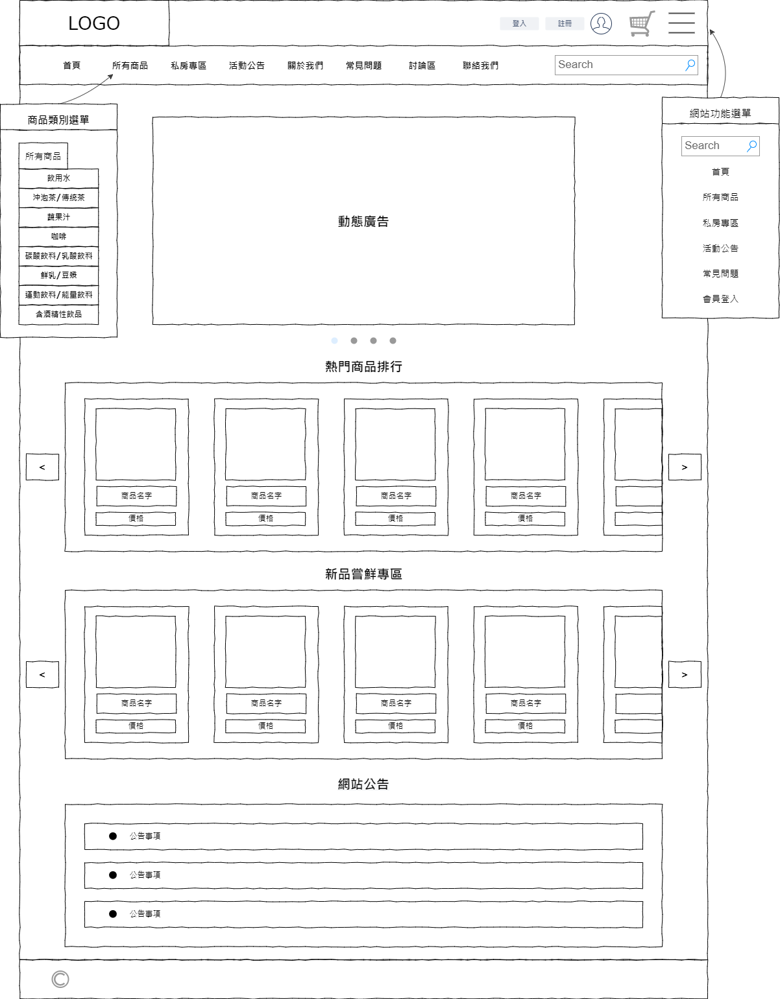 LOGO
登入
註冊
首頁
所有商品
私房專區
活動公告
關於我們
常見問題
討論區
聯絡我們
Search
商品類別選單
所有商品
飲用水
沖泡茶/傳統茶
蔬果汁
咖啡
碳酸飲料/乳酸飲料
鮮乳/豆漿
運動飲料/能量飲料
含酒精性飲品
動態廣告
網站功能選單
Search
首頁
所有商品
私房專區
活動公告
常見問題
會員登入
熱門商品排行
<
商品名字
價格
商品名字
價格
商品名字
價格
商品名字
價格
>
新品嘗鮮專區
<
商品名字
價格
商品名字
價格
商品名字
價格
商品名字
價格
>
網站公告
公告事項
公告事項
公告事項
©